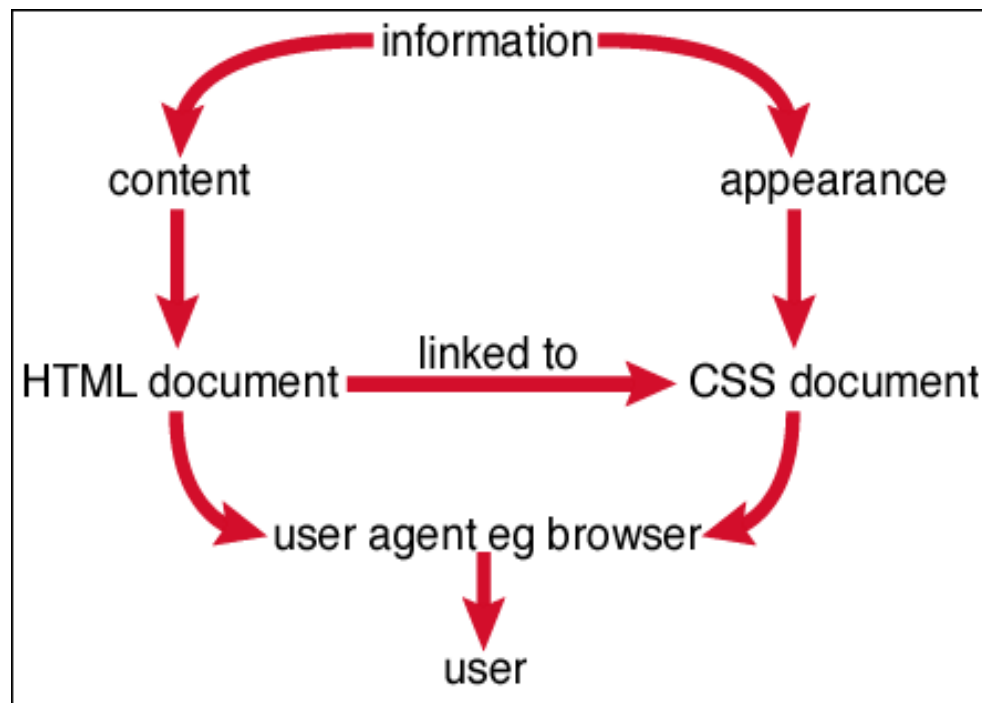 information
content
appearance
linked to
HTML document
CSS document
user agent eg browser
user